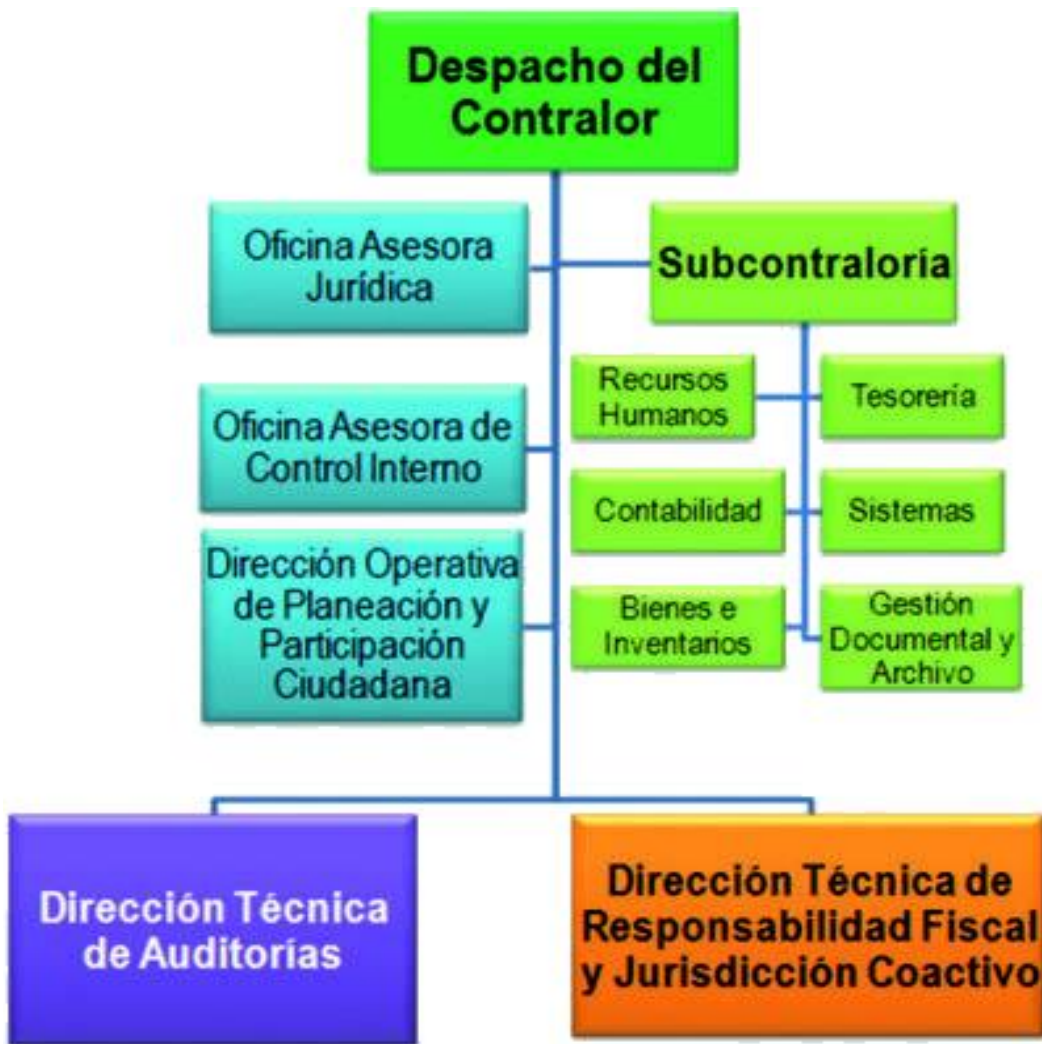 Despacho del
Contralor
Oficina Asesora
Jurídica
Subcontraloría
Recursos
Humanos
Tesorería
Oficina Asesora de
Control Interno
Contabilidad
Sistemas
Dirección Operativa
de Planeación y
Participación
Ciudadana
Bienes e
Inventarios
Gestión
Documental y
Archivo
Dirección Técnica
de Auditorías
Dirección Técnica de
Responsabilidad Fiscal
y Jurisdicción Coactivo